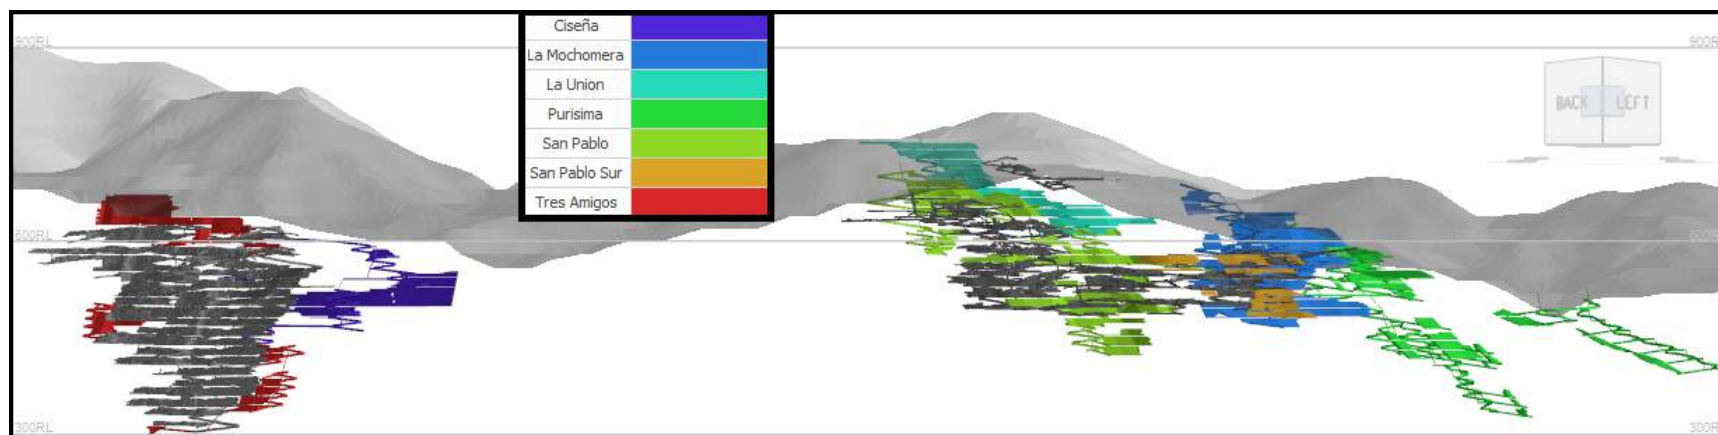 900RL
Ciseña
La Mochomera
La Union
Purisima
San Pablo
San Pablo Sur
Tres Amigos
900R
BACK
LEFT
600RL
600R
300RL
300R